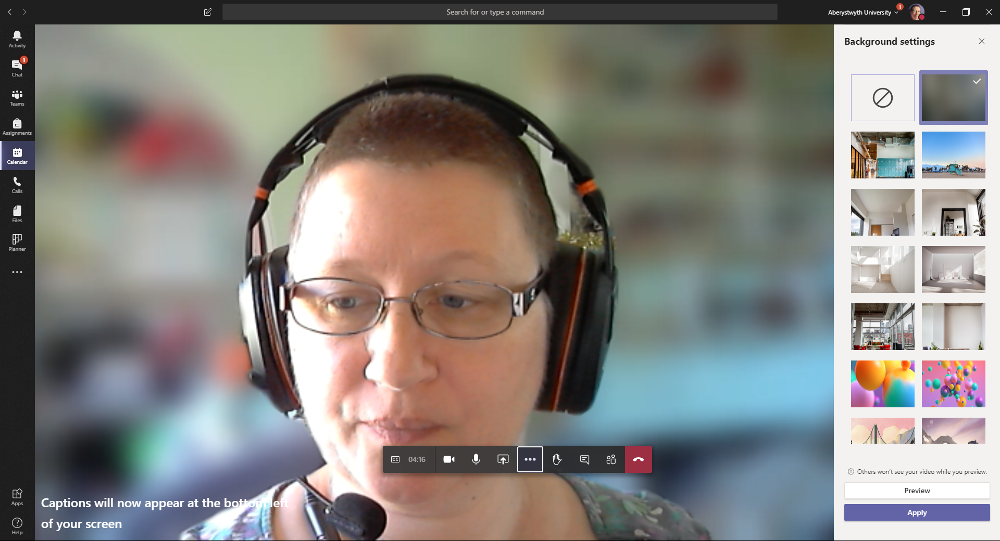 Search for or type a command
Aberystwyth University
1
Activity
1
Chat
Teams
Assignments
Calendar
Calls
Files
Planner
Apps
Help
CC
04:16
Captions will now appear at the bottom left
of your screen
Background settings
Others won't see your video while you preview.
Preview
Apply